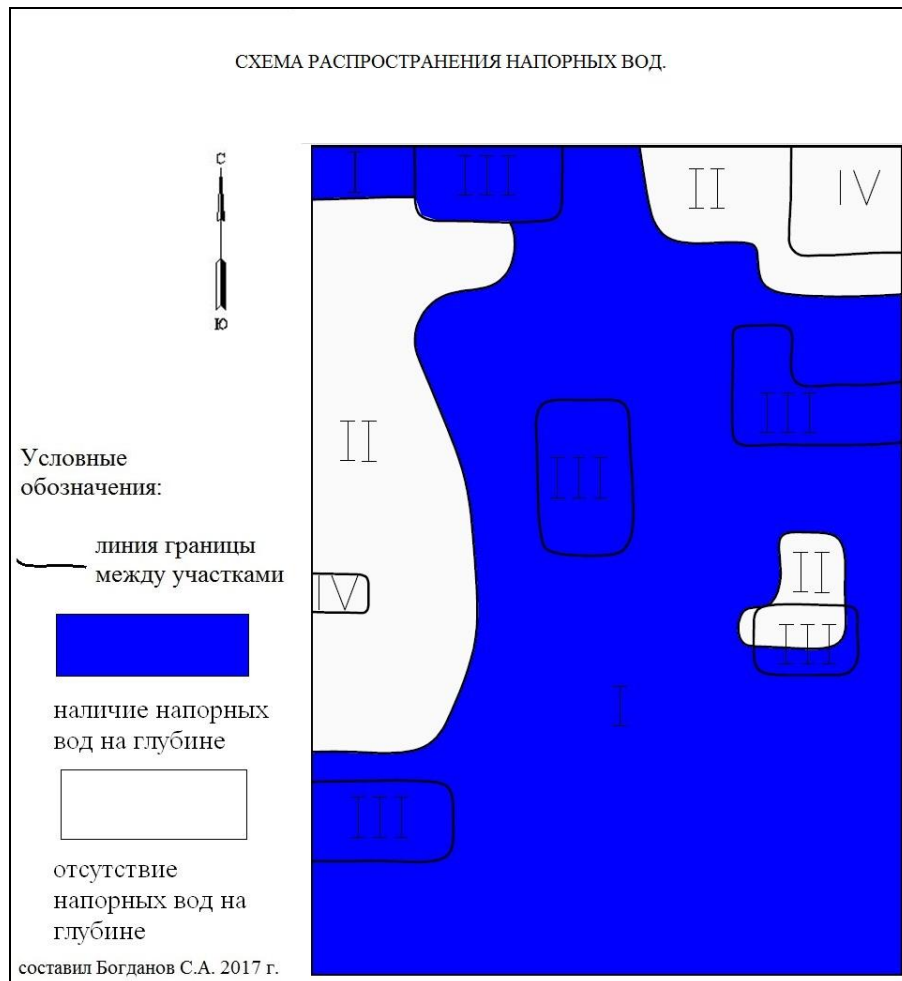 СХЕМА РАСПРОСТРАНЕНИЯ НАПОРНЫХ ВОД.
С
Ю
I
III
II
IV
III
II
III
II
IV
III
I
III
Условные
обозначения:
линия границы
между участками
наличие напорных
вод на глубине
отсутствие
напорных вод на
глубине
составил Богданов С.А. 2017 г.